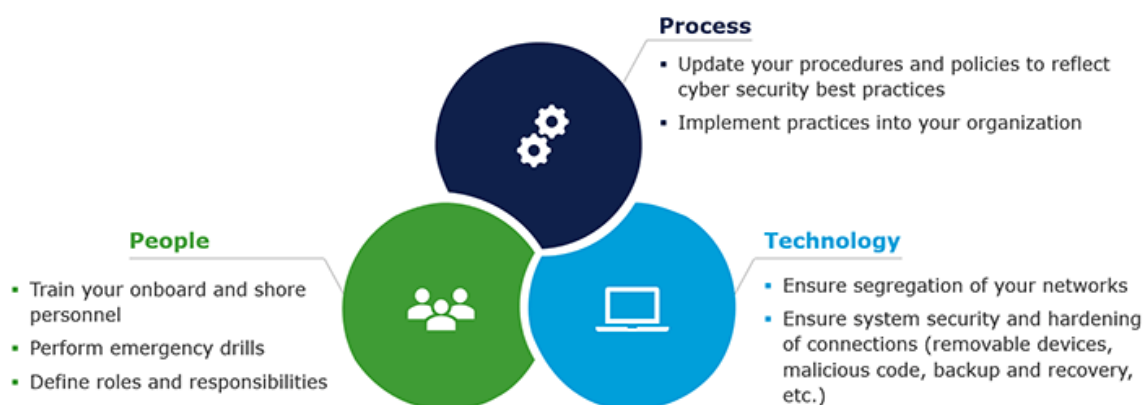 Process
▪ Update your procedures and policies to reflect
cyber security best practices
▪ Implement practices into your organization
People
▪ Train your onboard and shore
personnel
▪ Perform emergency drills
▪ Define roles and responsibilities
Technology
▪ Ensure segregation of your networks
▪ Ensure system security and hardening
of connections (removable devices,
malicious code, backup and recovery,
etc.)